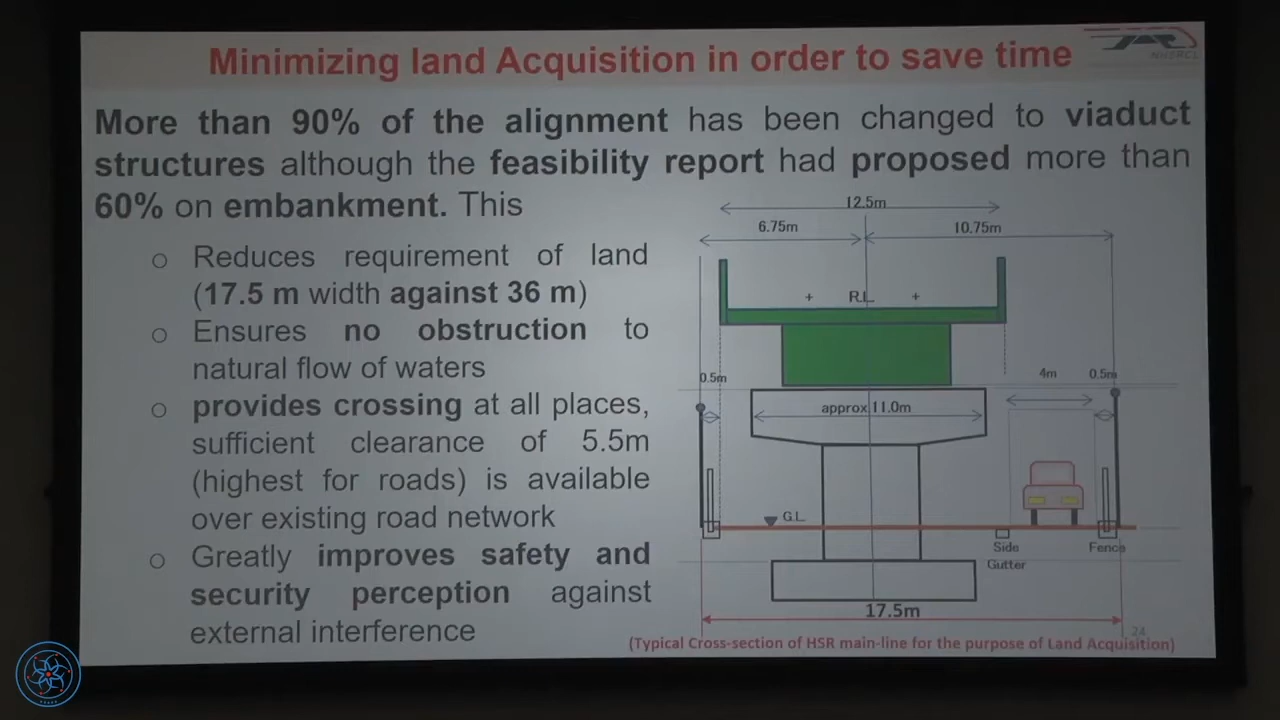 Minimizing land Acquisition in order to save time
NHSRCL
More than 90% of the alignment has been changed to viaduct
structures although the feasibility report had proposed more than
60% on embankment. This
o Reduces requirement of land
(17.5 m width against 36 m)
o Ensures no obstruction to
natural flow of waters
o provides crossing at all places,
sufficient clearance of 5.5m
(highest for roads) is available
over existing road network
o Greatly improves safety and
security perception against
external interference
12.5m
6.75m
10.75m
+ R.L. +
0.5m
4m
0.5m
approx 11.0m
G.L.
Side
Gutter
Fence
17.5m
24
(Typical Cross-section of HSR main-line for the purpose of Land Acquisition)